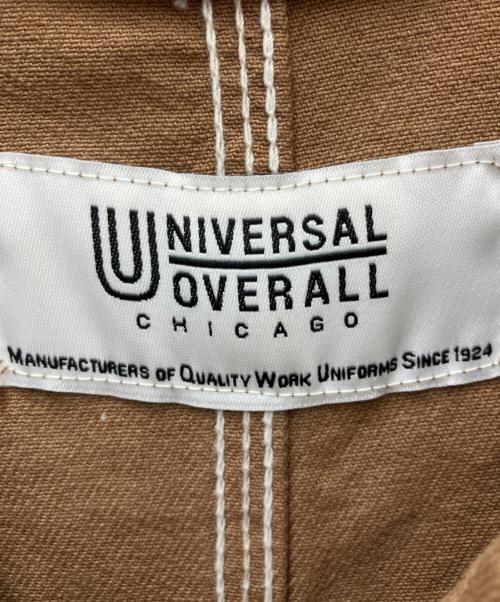 UNIVERSAL
OVERALL
CHICAGO
MANUFACTURERS OF QUALITY WORK UNIFORMS SINCE 1924